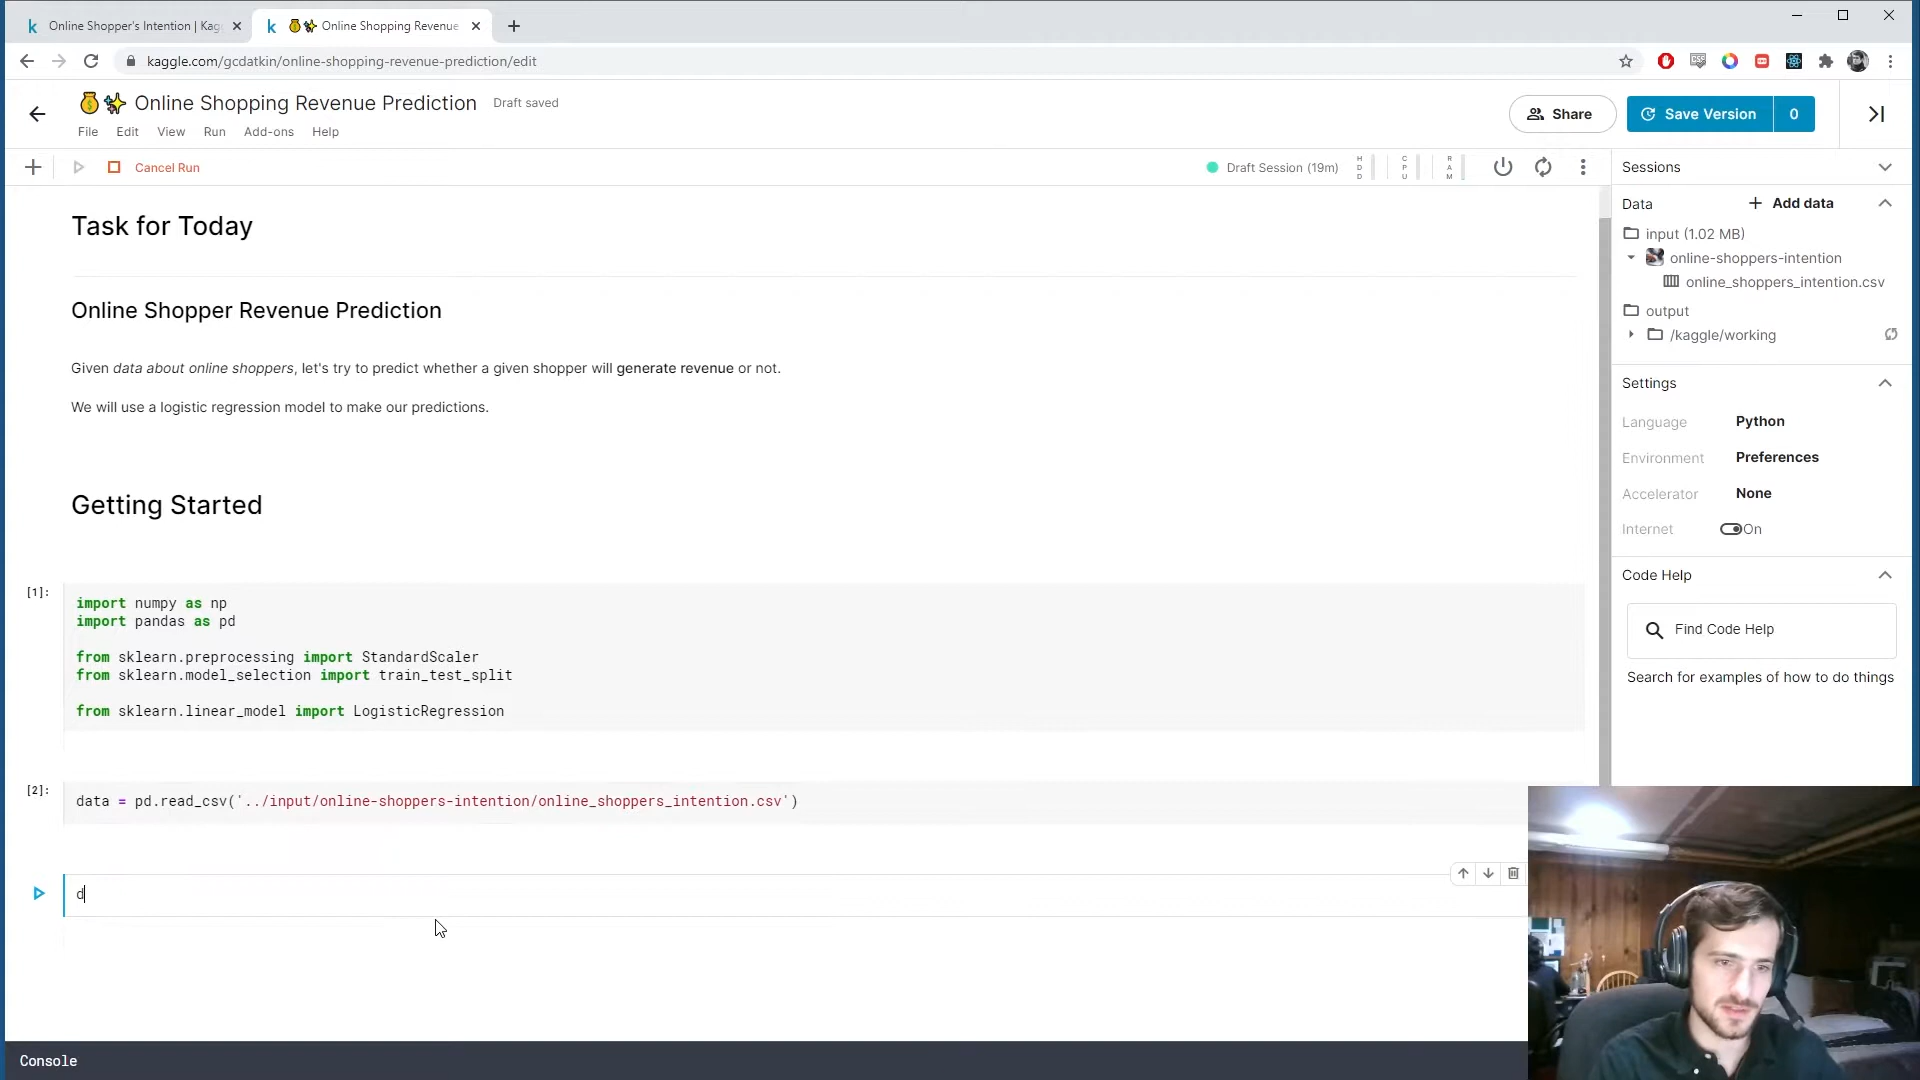 Online Shopper's Intention | Kag
Online Shopping Revenue
kaggle.com/gcdatkin/online-shopping-revenue-prediction/edit
Online Shopping Revenue Prediction Draft saved
File Edit View Run Add-ons Help
Share
Save Version 0
Cancel Run
Draft Session (19m)
HDD
CPU
RAM
Task for Today
Online Shopper Revenue Prediction
Given data about online shoppers, let's try to predict whether a given shopper will generate revenue or not.
We will use a logistic regression model to make our predictions.
Getting Started
[1]:
import numpy as np
import pandas as pd
from sklearn.preprocessing import StandardScaler
from sklearn.model_selection import train_test_split
from sklearn.linear_model import LogisticRegression
[2]:
data = pd.read_csv('../input/online-shoppers-intention/online_shoppers_intention.csv')
d
Console
Sessions
Data + Add data
input (1.02 MB)
online-shoppers-intention
online_shoppers_intention.csv
output
/kaggle/working
Settings
Language Python
Environment Preferences
Accelerator None
Internet On
Code Help
Find Code Help
Search for examples of how to do things